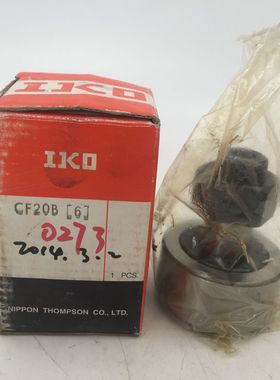 IKO
IKO
CF20B [6]
0273
2014.3.2
1 PCS.
NIPPON THOMPSON CO., LTD.